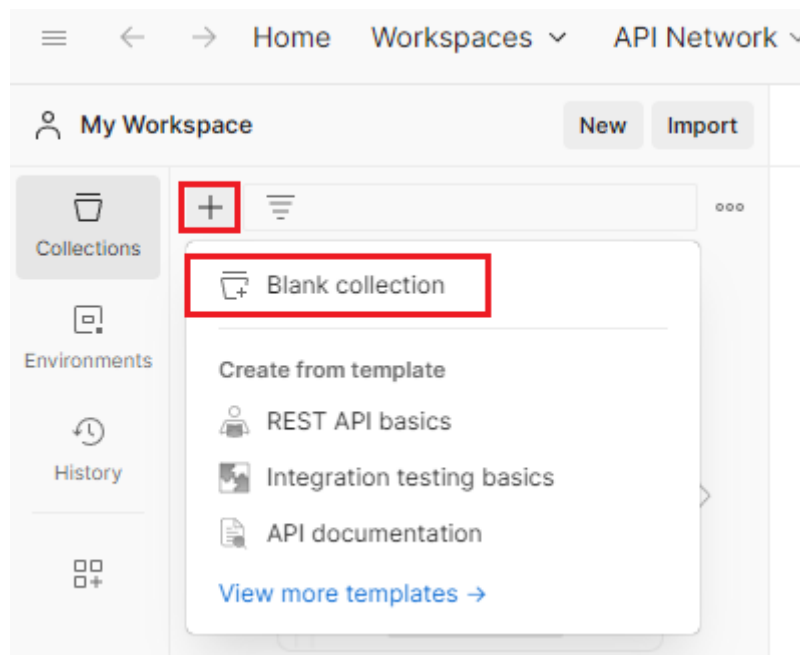 Home Workspaces API Network
My Workspace New Import
Collections
Blank collection
Environments
Create from template
REST API basics
History
Integration testing basics
API documentation
View more templates →